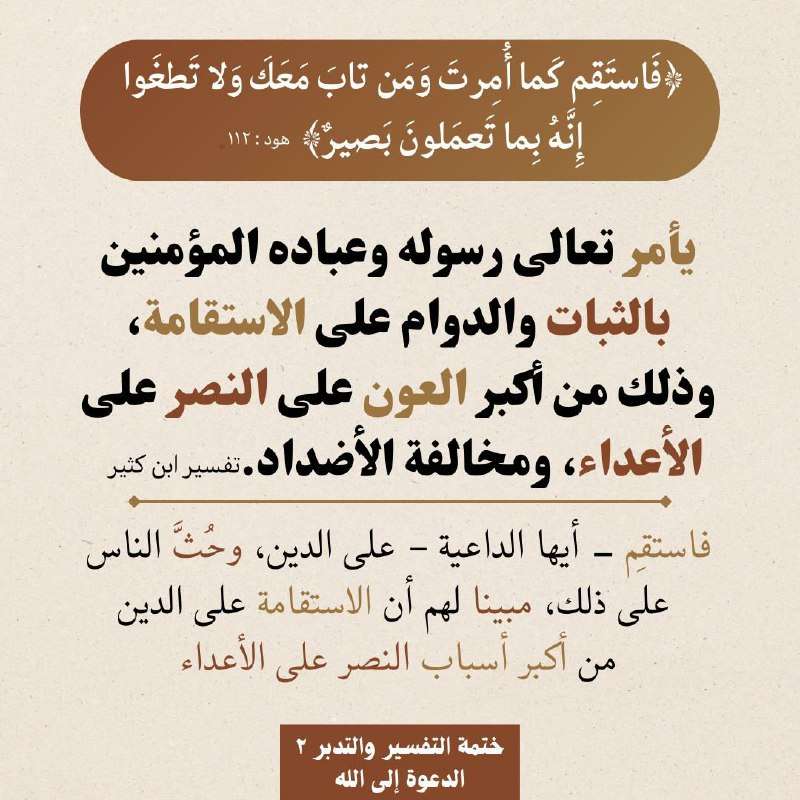 ﴿فَاستَقِم كَما أُمِرتَ وَمَن تابَ مَعَكَ وَلا تَطغَوا
إِنَّهُ بِما تَعمَلونَ بَصيرٌ﴾ هود : ١١٢.
يأمر تعالى رسوله وعباده المؤمنين
بالثبات والدوام على الاستقامة،
وذلك من أكبر العون على النصر على
الأعداء، ومخالفة الأضداد. تفسير ابن كثير
فاستقِم ـ أيها الداعية - على الدين، وحُثَّ الناس
على ذلك، مبينا لهم أن الاستقامة على الدين
من أكبر أسباب النصر على الأعداء
ختمة التفسير والتدبر ٢
الدعوة إلى الله